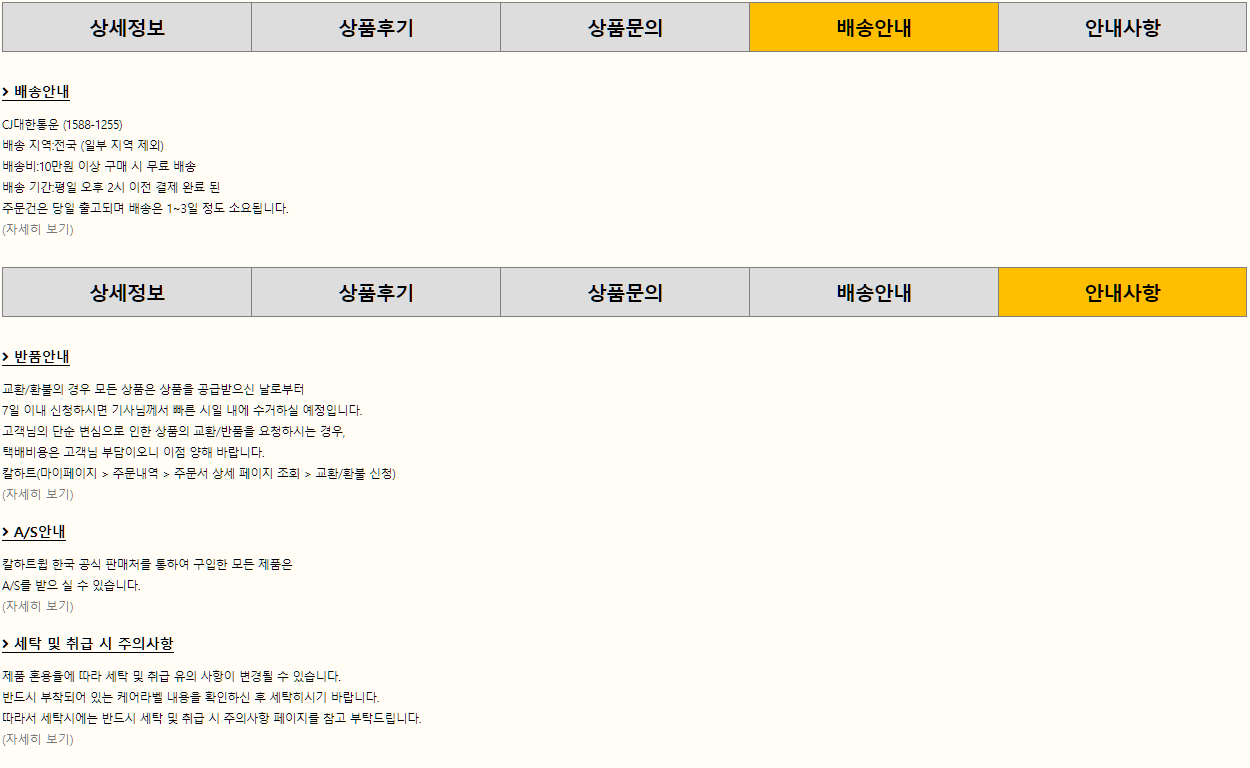 상세정보 상품후기 상품문의 배송안내 안내사항
배송안내
CJ대한통운 (1588-1255)
배송 지역:전국 (일부 지역 제외)
배송비:10만원 이상 구매 시 무료 배송
배송 기간:평일 오후 2시 이전 결제 완료 된
주문건은 당일 출고되며 배송은 1~3일 정도 소요됩니다.
(자세히 보기)
상세정보 상품후기 상품문의 배송안내 안내사항
반품안내
교환/환불의 경우 모든 상품은 상품을 공급받으신 날로부터
7일 이내 신청하시면 기사님께서 빠른 시일 내에 수거하실 예정입니다.
고객님의 단순 변심으로 인한 상품의 교환/반품을 요청하시는 경우,
택배비용은 고객님 부담이오니 이점 양해 바랍니다.
칼하트(마이페이지 > 주문내역 > 주문서 상세 페이지 조회 > 교환/환불 신청)
(자세히 보기)
A/S안내
칼하트윕 한국 공식 판매처를 통하여 구입한 모든 제품은
A/S를 받으 실 수 있습니다.
(자세히 보기)
세탁 및 취급 시 주의사항
제품 혼용율에 따라 세탁 및 취급 유의 사항이 변경될 수 있습니다.
반드시 부착되어 있는 케어라벨 내용을 확인하신 후 세탁히시기 바랍니다.
따라서 세탁시에는 반드시 세탁 및 취급 시 주의사항 페이지를 참고 부탁드립니다.
(자세히 보기)